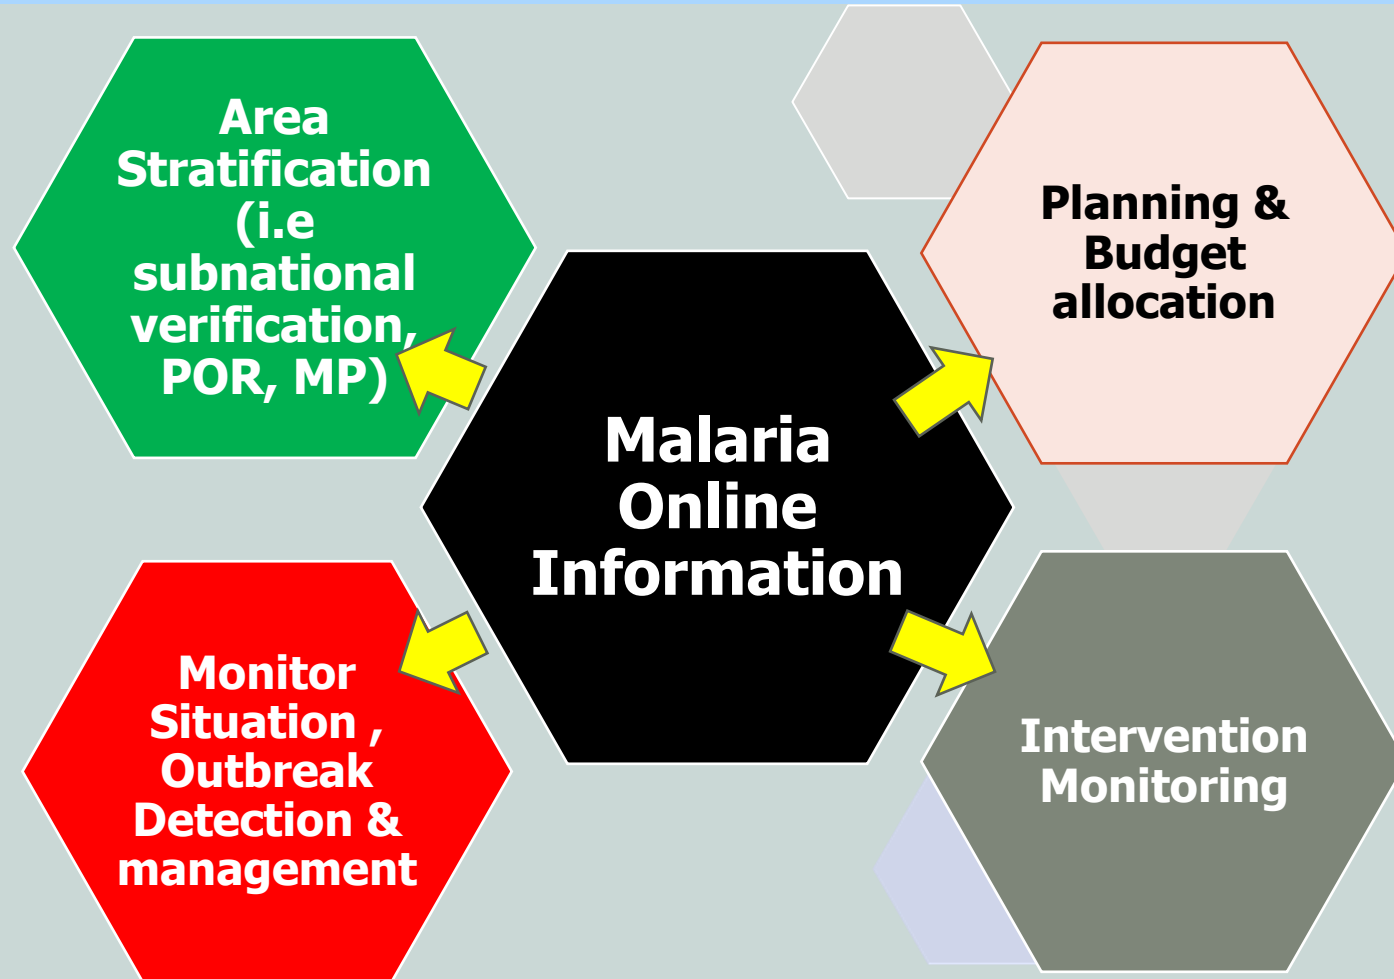 Area
Stratification
(i.e
subnational
verification,
POR, MP)
Planning &
Budget
allocation
Malaria
Online
Information
Monitor
Situation ,
Outbreak
Detection &
management
Intervention
Monitoring